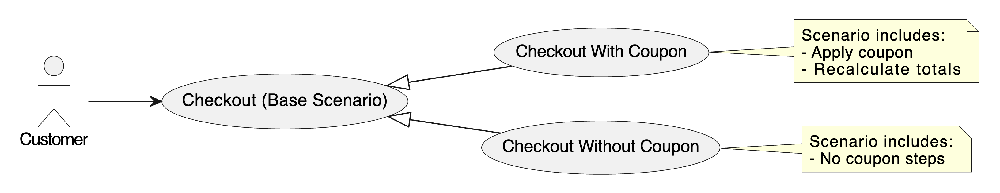 Customer
Checkout (Base Scenario)
Checkout With Coupon
Scenario includes:
- Apply coupon
- Recalculate totals
Checkout Without Coupon
Scenario includes:
- No coupon steps